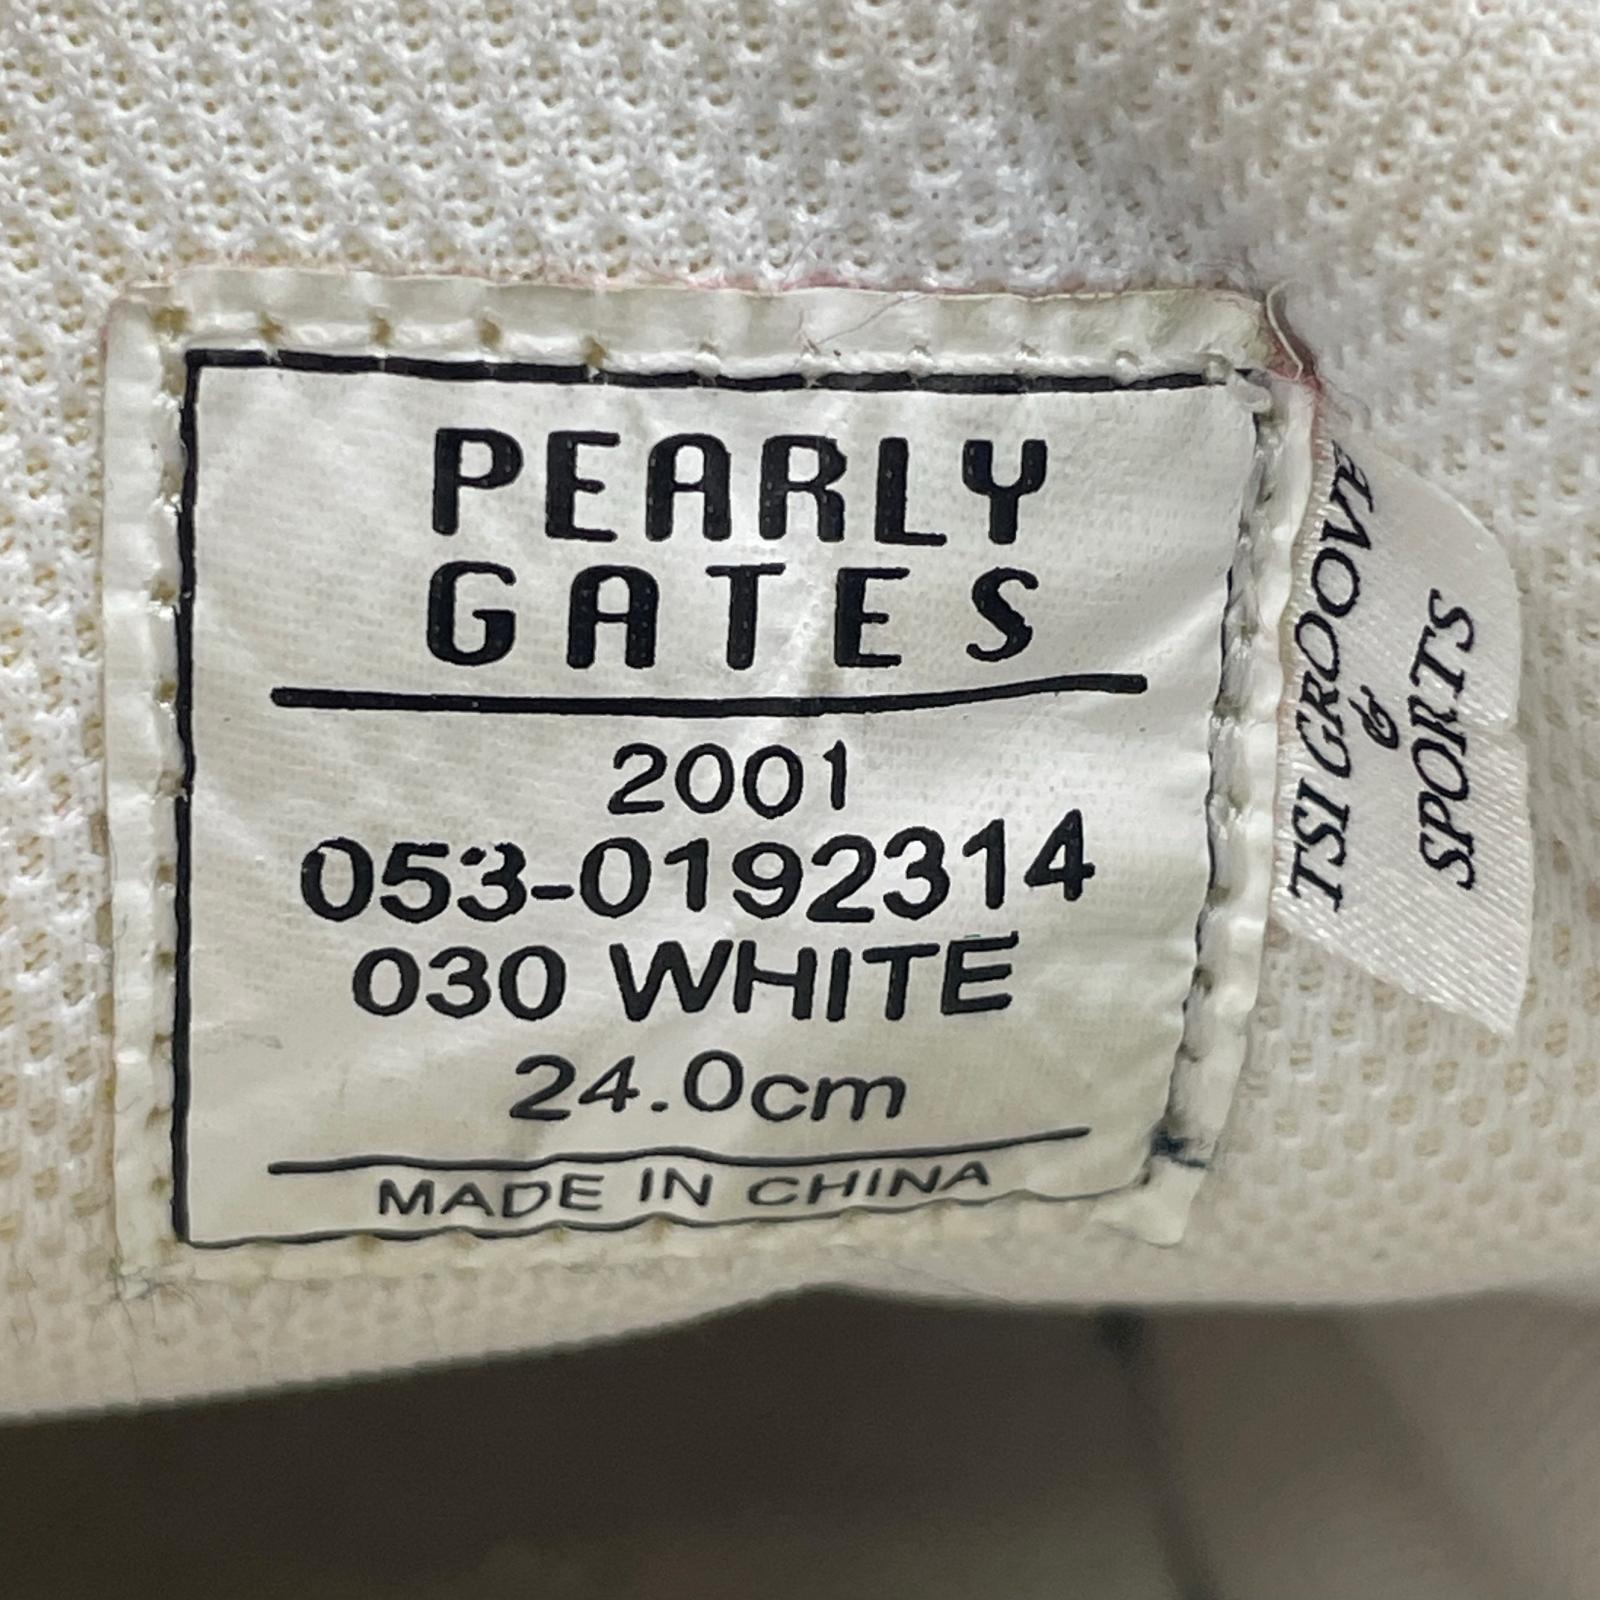 PEARLY
GATES
2001
053-0192314
030 WHITE
24.0cm
MADE IN CHINA
TSI GROOVE
&
SPORTS